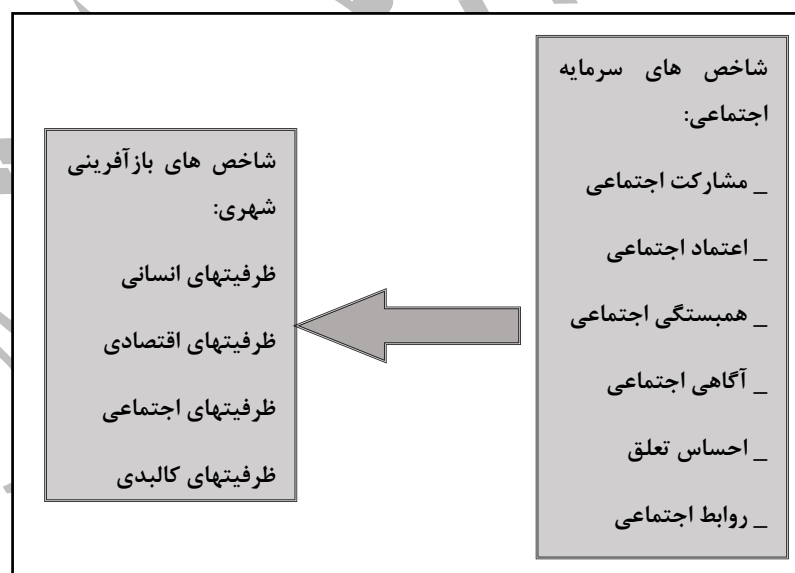 شاخص های سرمایه
اجتماعی:
_ مشارکت اجتماعی
_ اعتماد اجتماعی
_ همبستگی اجتماعی
_ آگاهی اجتماعی
_ احساس تعلق
_ روابط اجتماعی
شاخص های بازآفرینی
شهری:
ظرفیتهای انسانی
ظرفیتهای اقتصادی
ظرفیتهای اجتماعی
ظرفیتهای کالبدی